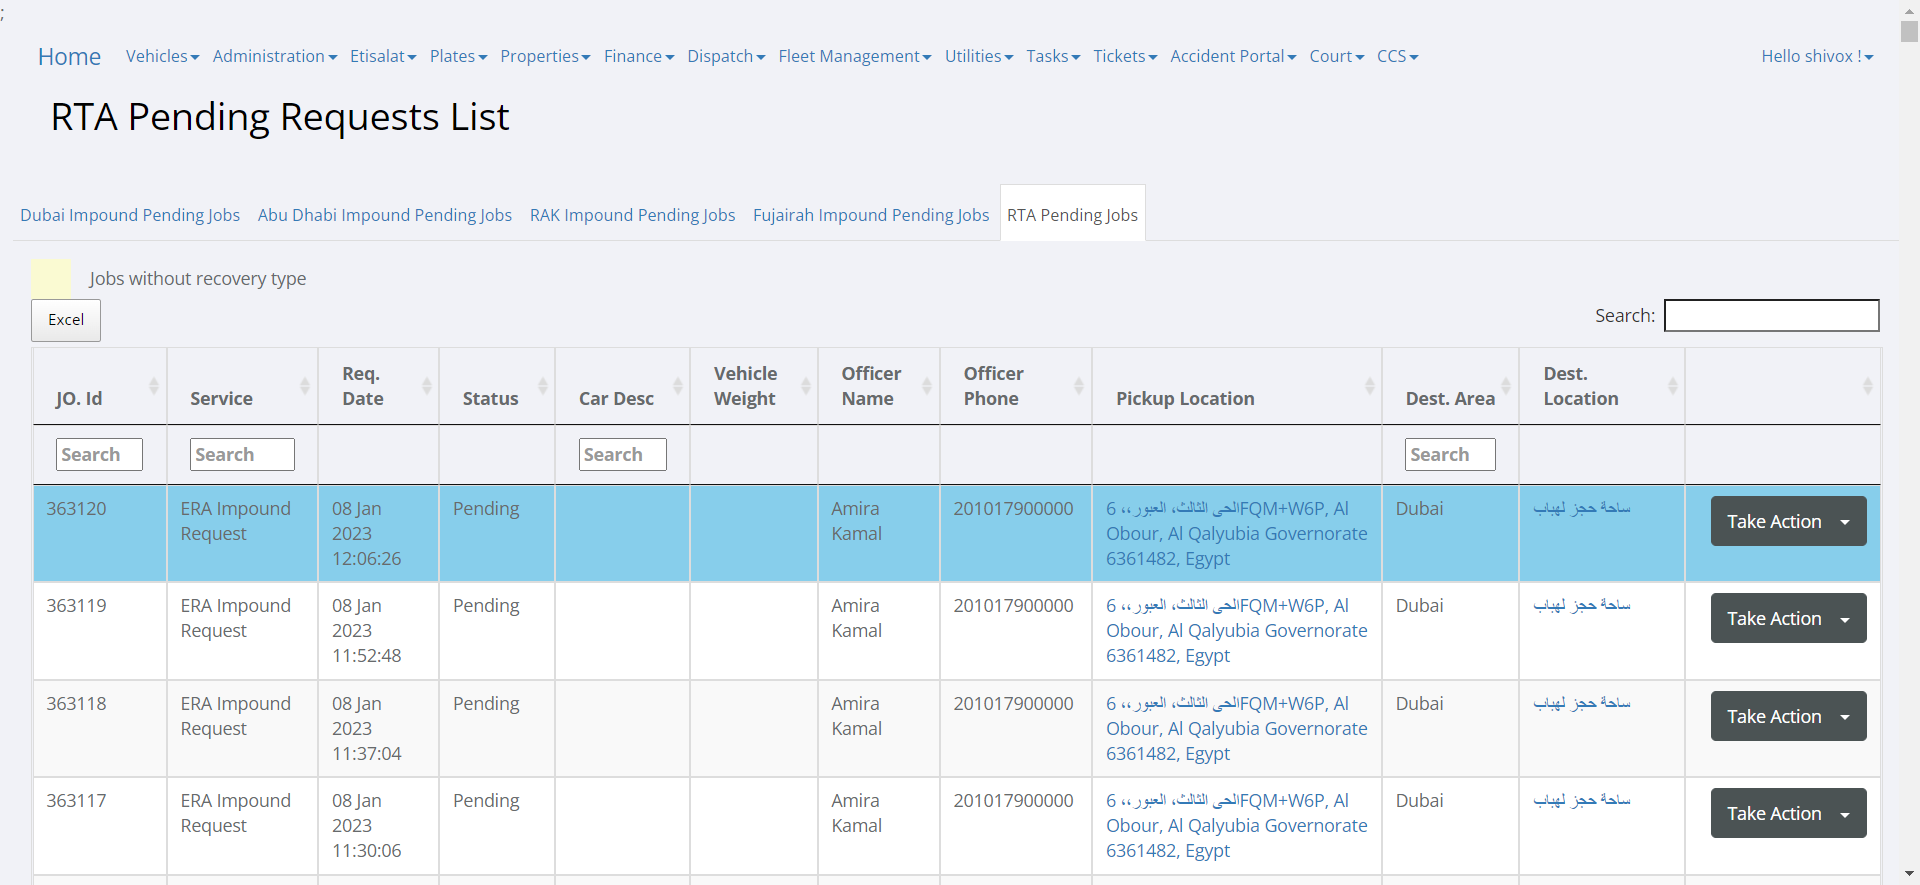 ;
Home Vehicles Administration Etisalat Plates Properties Finance Dispatch Fleet Management Utilities Tasks Tickets Accident Portal Court CCS Hello shivox !
RTA Pending Requests List
Dubai Impound Pending Jobs Abu Dhabi Impound Pending Jobs RAK Impound Pending Jobs Fujairah Impound Pending Jobs RTA Pending Jobs
Jobs without recovery type
Excel
Search:
JO. Id
Service
Req.
Date
Status
Car Desc
Vehicle
Weight
Officer
Name
Officer
Phone
Pickup Location
Dest. Area
Dest.
Location
Search Search Search Search
363120
ERA Impound
Request
08 Jan
2023
12:06:26
Pending
Amira
Kamal
201017900000
6 ،،الحى الثالث، العبورFQM+W6P, Al
Obour, Al Qalyubia Governorate
6361482, Egypt
Dubai
ساحة حجز لهباب
Take Action
363119
ERA Impound
Request
08 Jan
2023
11:52:48
Pending
Amira
Kamal
201017900000
6 ،،الحى الثالث، العبورFQM+W6P, Al
Obour, Al Qalyubia Governorate
6361482, Egypt
Dubai
ساحة حجز لهباب
Take Action
363118
ERA Impound
Request
08 Jan
2023
11:37:04
Pending
Amira
Kamal
201017900000
6 ،،الحى الثالث، العبورFQM+W6P, Al
Obour, Al Qalyubia Governorate
6361482, Egypt
Dubai
ساحة حجز لهباب
Take Action
363117
ERA Impound
Request
08 Jan
2023
11:30:06
Pending
Amira
Kamal
201017900000
6 ،،الحى الثالث، العبورFQM+W6P, Al
Obour, Al Qalyubia Governorate
6361482, Egypt
Dubai
ساحة حجز لهباب
Take Action